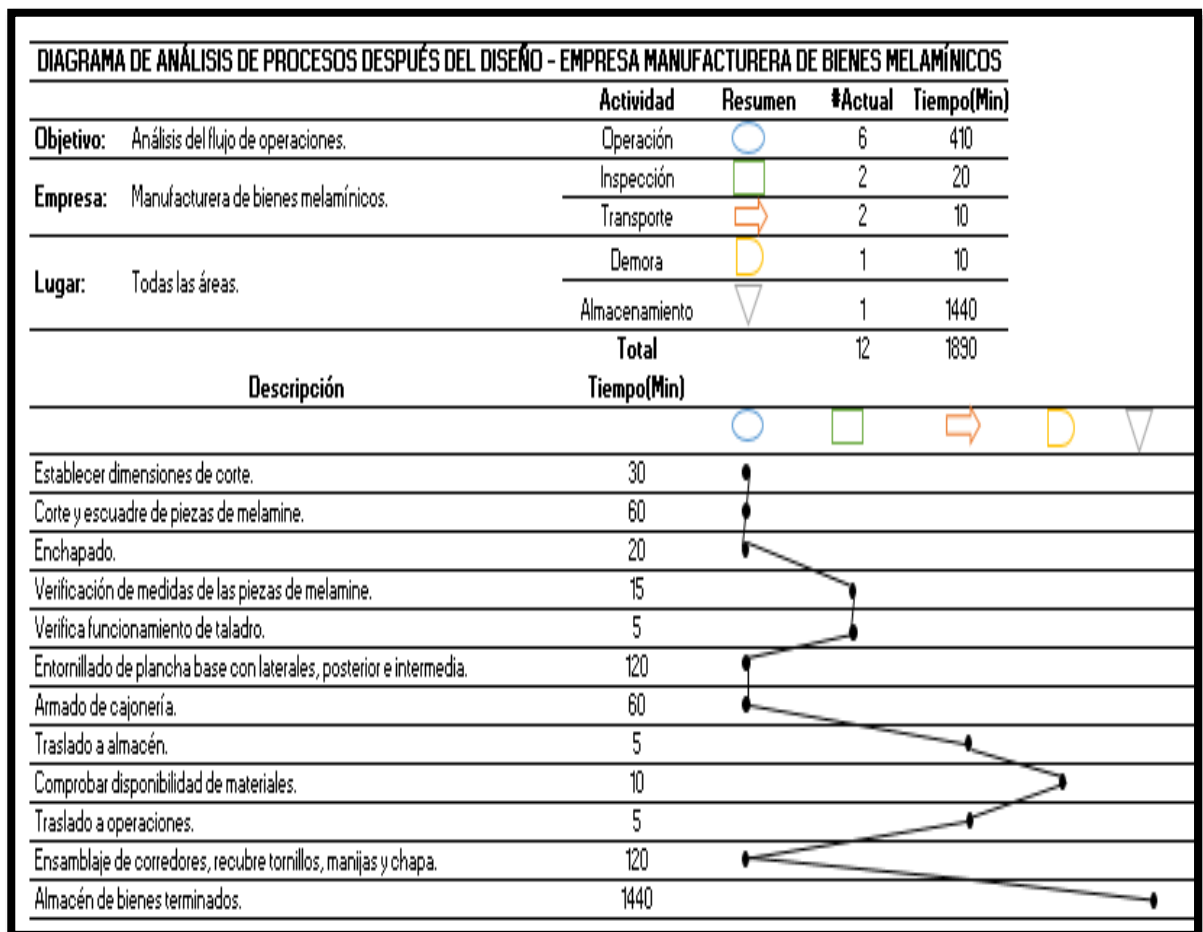 DIAGRAMA DE ANÁLISIS DE PROCESOS DESPUÉS DEL DISEÑO - EMPRESA MANUFACTURERA DE BIENES MELAMÍNICOS
Actividad Resumen #Actual Tiempo(Min)
Objetivo: Análisis del flujo de operaciones. Operación 6 410
Empresa: Manufacturera de bienes melamínicos. Inspección 2 20
Transporte 2 10
Lugar: Todas las áreas. Demora 1 10
Almacenamiento 1 1440
Total 12 1890
Descripción Tiempo(Min)
Establecer dimensiones de corte. 30
Corte y escuadre de piezas de melamine. 60
Enchapado. 20
Verificación de medidas de las piezas de melamine. 15
Verifica funcionamiento de taladro. 5
Entornillado de plancha base con laterales, posterior e intermedia. 120
Armado de cajonería. 60
Traslado a almacén. 5
Comprobar disponibilidad de materiales. 10
Traslado a operaciones. 5
Ensamblaje de corredores, recubre tornillos, manijas y chapa. 120
Almacén de bienes terminados. 1440